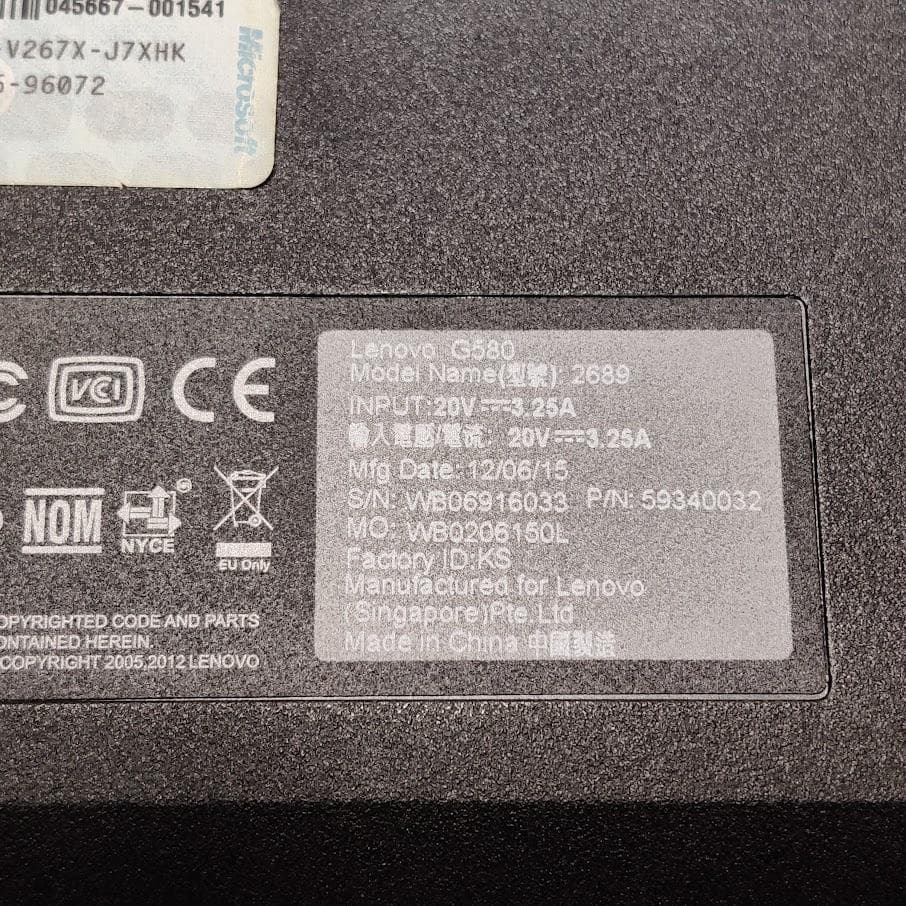 045667-001541
-V267X-J7XHK
-96072
Microsoft
VCI
CE
NOM
NYCE
EU Only
OPYRIGHTED CODE AND PARTS
ONTAINED HEREIN.
COPYRIGHT 2005,2012 LENOVO
Lenovo G580
Model Name(型號): 2689
INPUT:20V⎓3.25A
輸入電壓/電流: 20V⎓3.25A
Mfg Date: 12/06/15
S/N: WB06916033 P/N: 59340032
MO: WB0206150L
Factory ID:KS
Manufactured for Lenovo
(Singapore)Pte.Ltd
Made in China 中國製造